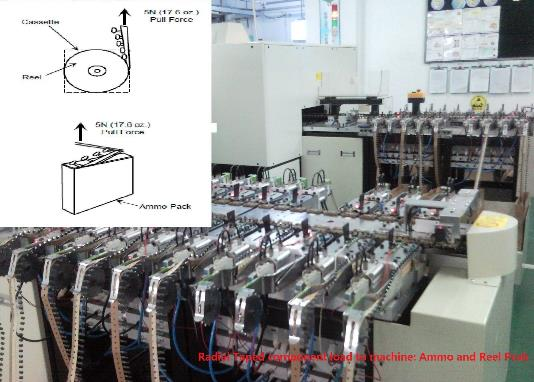 5N (17.6 oz.)
Pull Force
Cassette
Reel
5N (17.6 oz.)
Pull Force
Ammo Pack
Radial Taped component load to machine: Ammo and Reel Pack